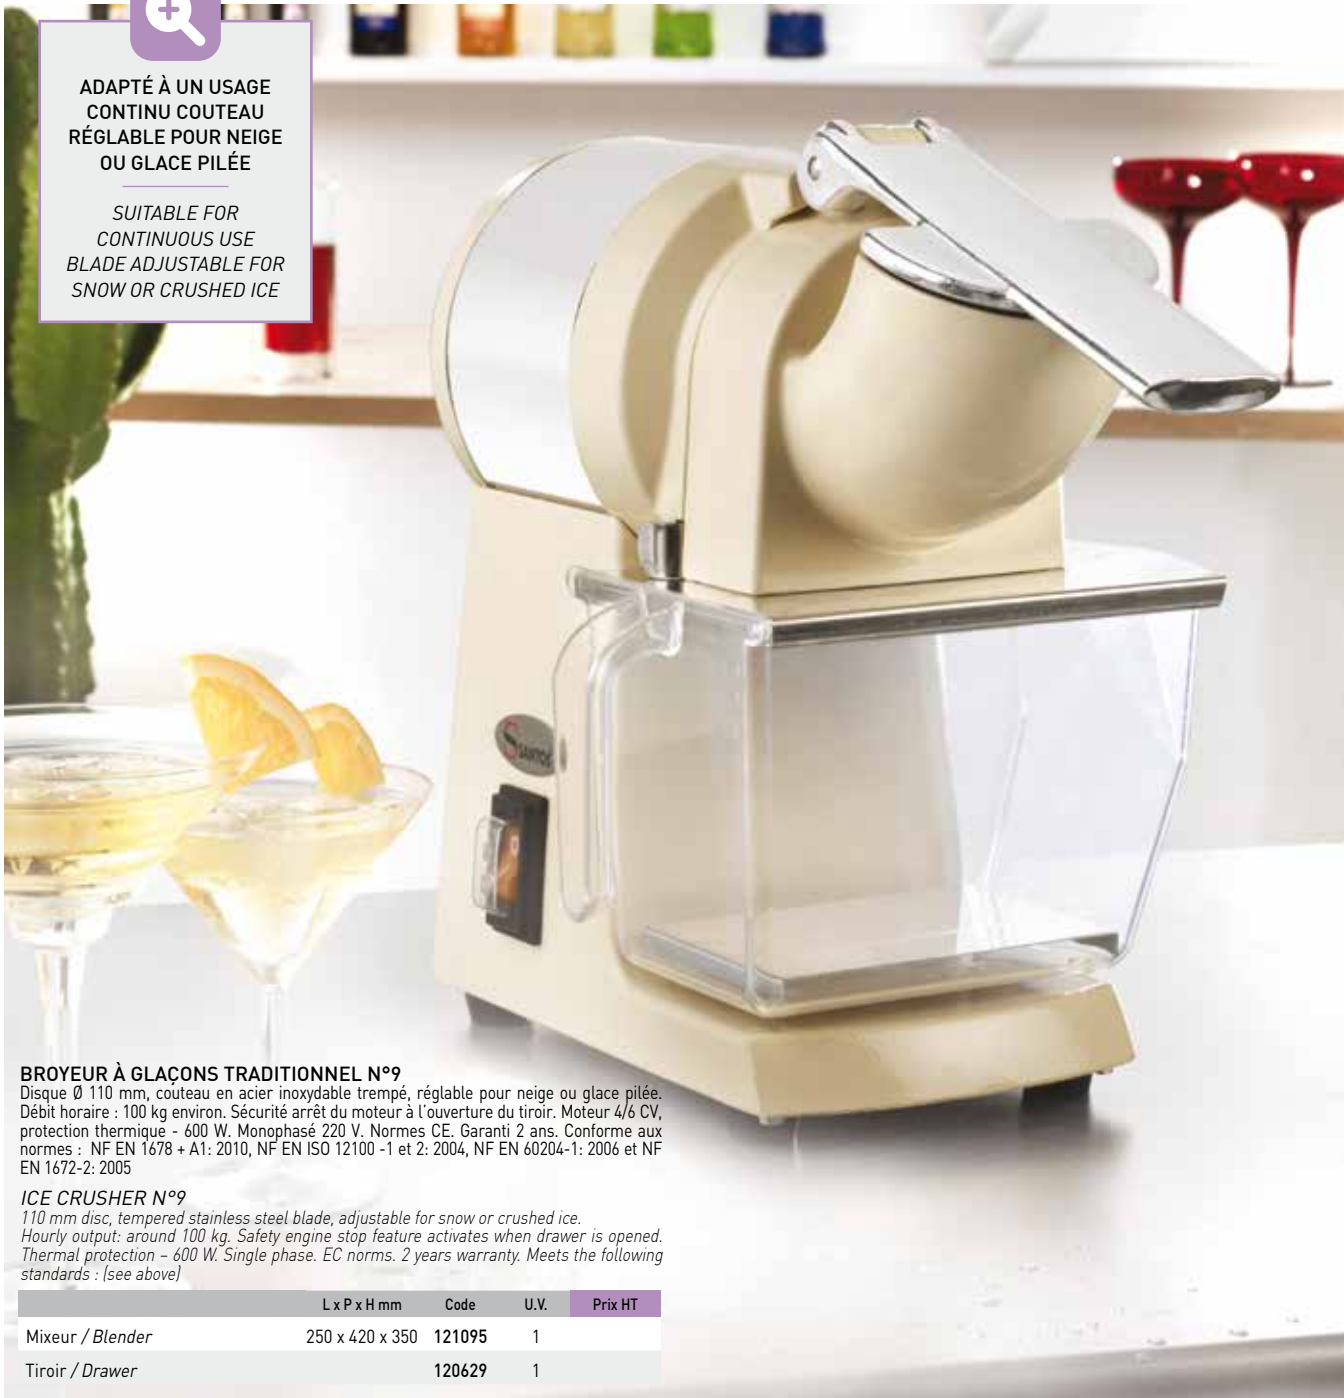 ADAPTÉ À UN USAGE
CONTINU COUTEAU
RÉGLABLE POUR NEIGE
OU GLACE PILÉE
SUITABLE FOR
CONTINUOUS USE
BLADE ADJUSTABLE FOR
SNOW OR CRUSHED ICE
SANTOS
BROYEUR À GLAÇONS TRADITIONNEL N°9
Disque Ø 110 mm, couteau en acier inoxydable trempé, réglable pour neige ou glace pilée.
Débit horaire : 100 kg environ. Sécurité arrêt du moteur à l'ouverture du tiroir. Moteur 4/6 CV,
protection thermique - 600 W. Monophasé 220 V. Normes CE. Garanti 2 ans. Conforme aux
normes : NF EN 1678 + A1: 2010, NF EN ISO 12100 -1 et 2: 2004, NF EN 60204-1: 2006 et NF
EN 1672-2: 2005
ICE CRUSHER N°9
110 mm disc, tempered stainless steel blade, adjustable for snow or crushed ice.
Hourly output: around 100 kg. Safety engine stop feature activates when drawer is opened.
Thermal protection – 600 W. Single phase. EC norms. 2 years warranty. Meets the following
standards : (see above)
L x P x H mm Code U.V. Prix HT
Mixeur / Blender 250 x 420 x 350 121095 1
Tiroir / Drawer 120629 1